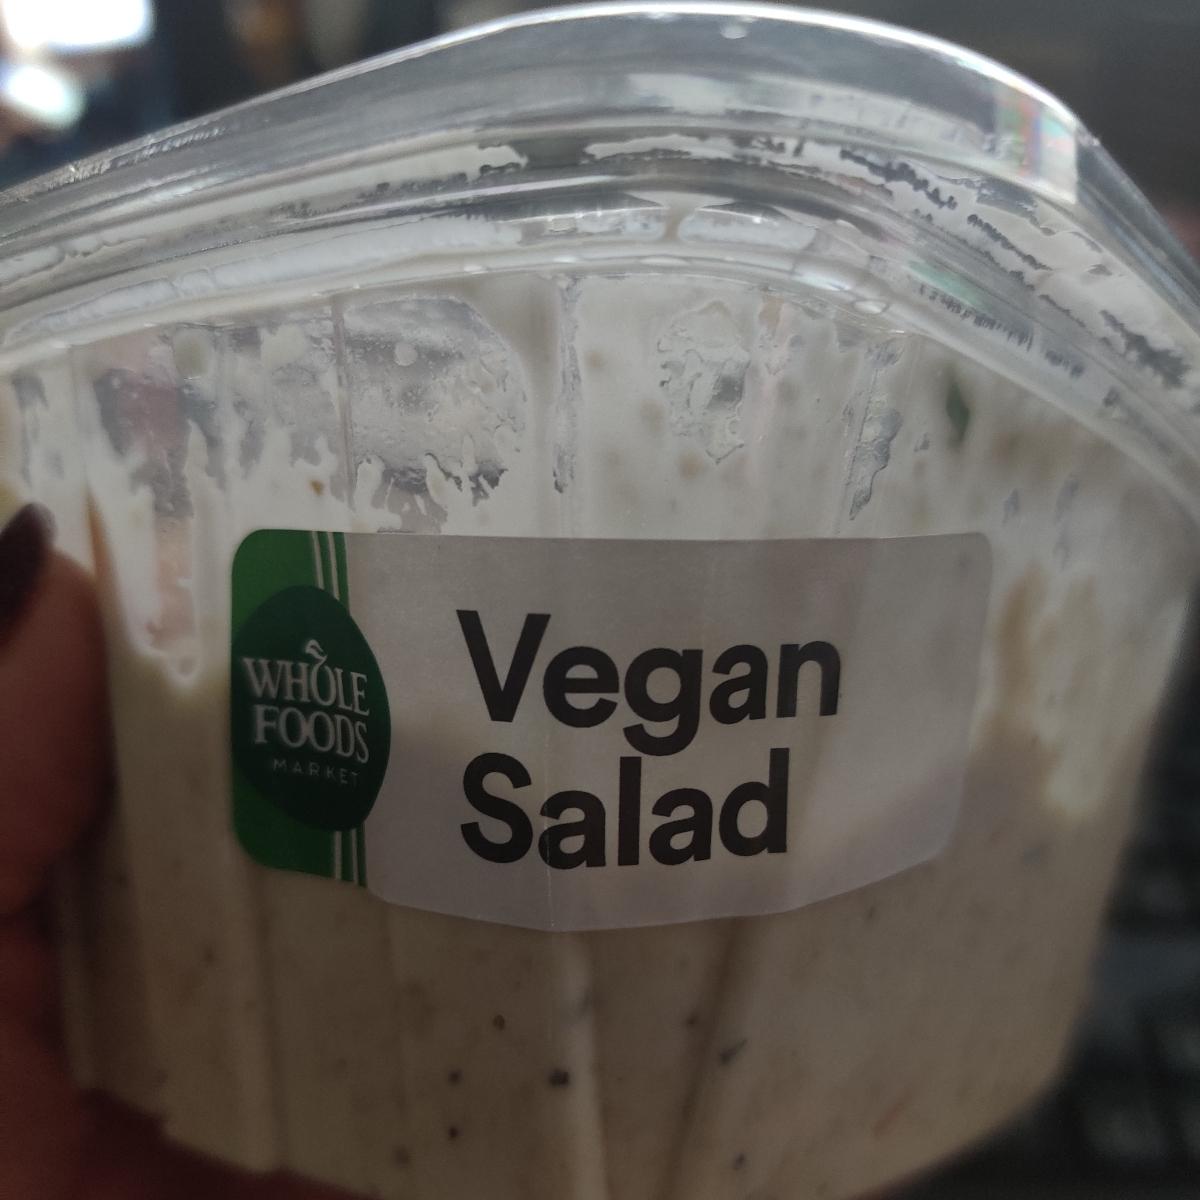 WHOLE
FOODS
MARKET
Vegan
Salad